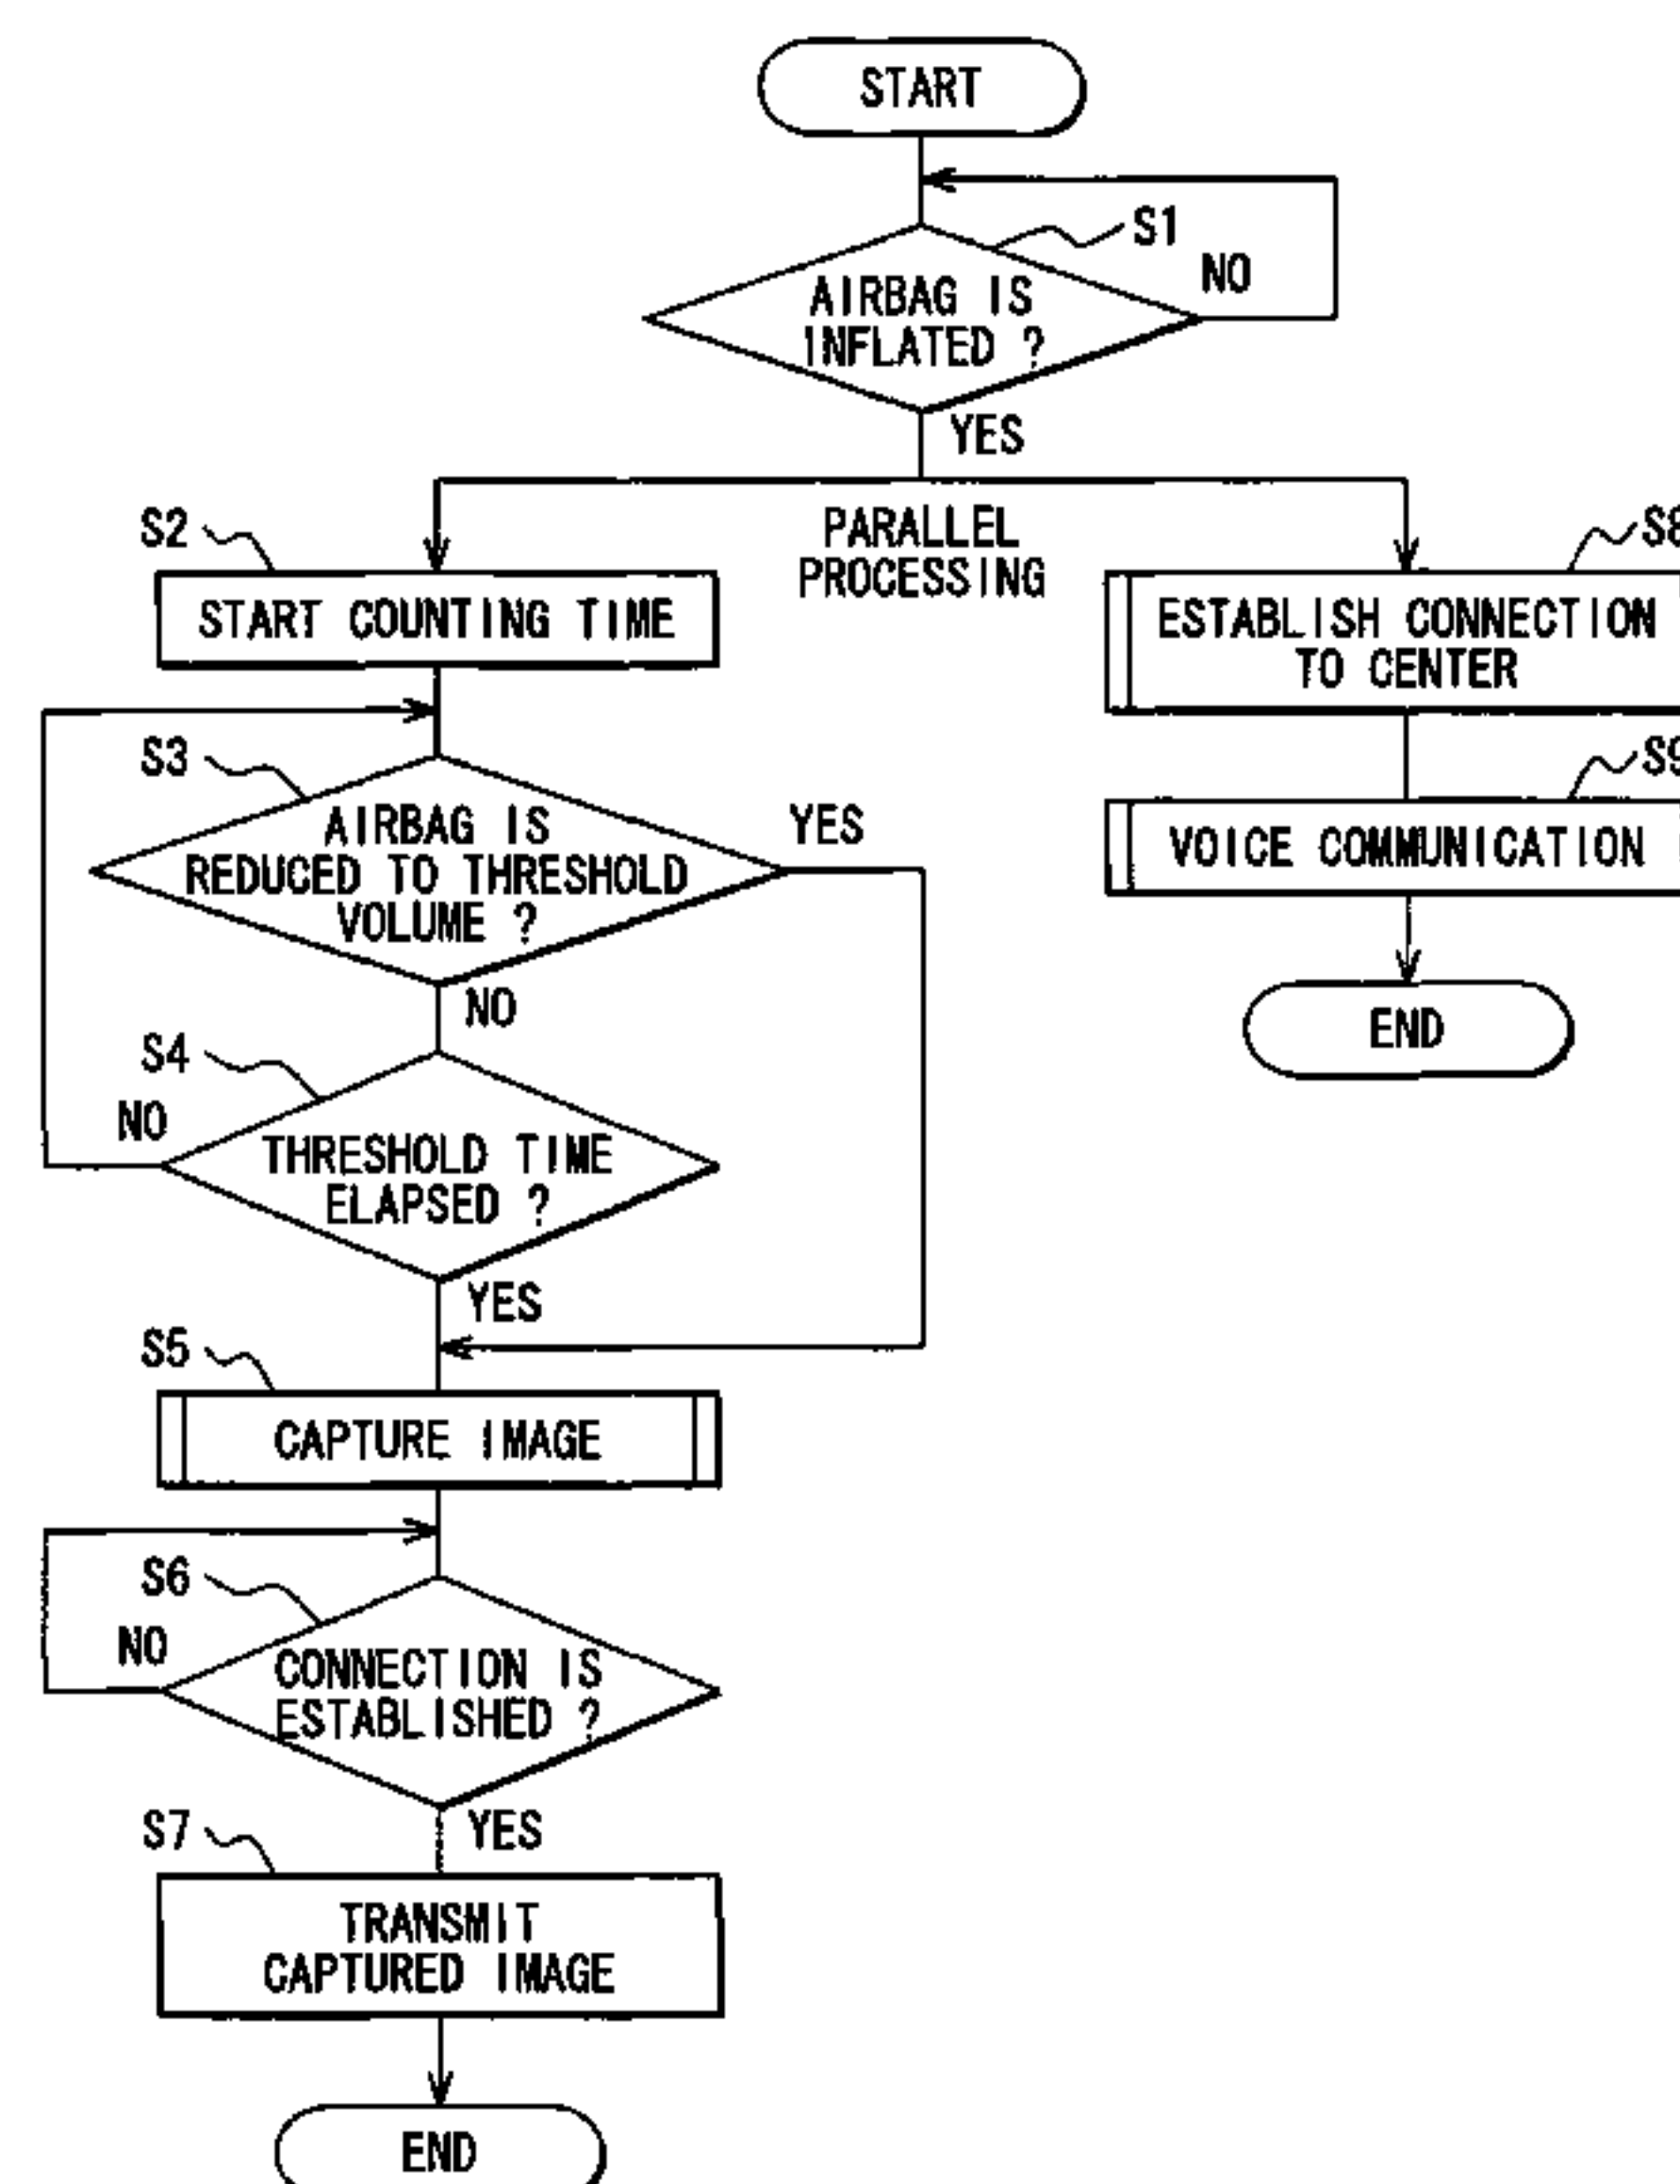 START
S1
NO
AIRBAG IS
INFLATED ?
YES
PARALLEL
PROCESSING
S2
START COUNTING TIME
S3
AIRBAG IS
REDUCED TO THRESHOLD
VOLUME ?
YES
NO
S4
NO
THRESHOLD TIME
ELAPSED ?
YES
S5
CAPTURE IMAGE
S6
NO
CONNECTION IS
ESTABLISHED ?
YES
S7
TRANSMIT
CAPTURED IMAGE
END
S8
ESTABLISH CONNECTION
TO CENTER
S9
VOICE COMMUNICATION
END